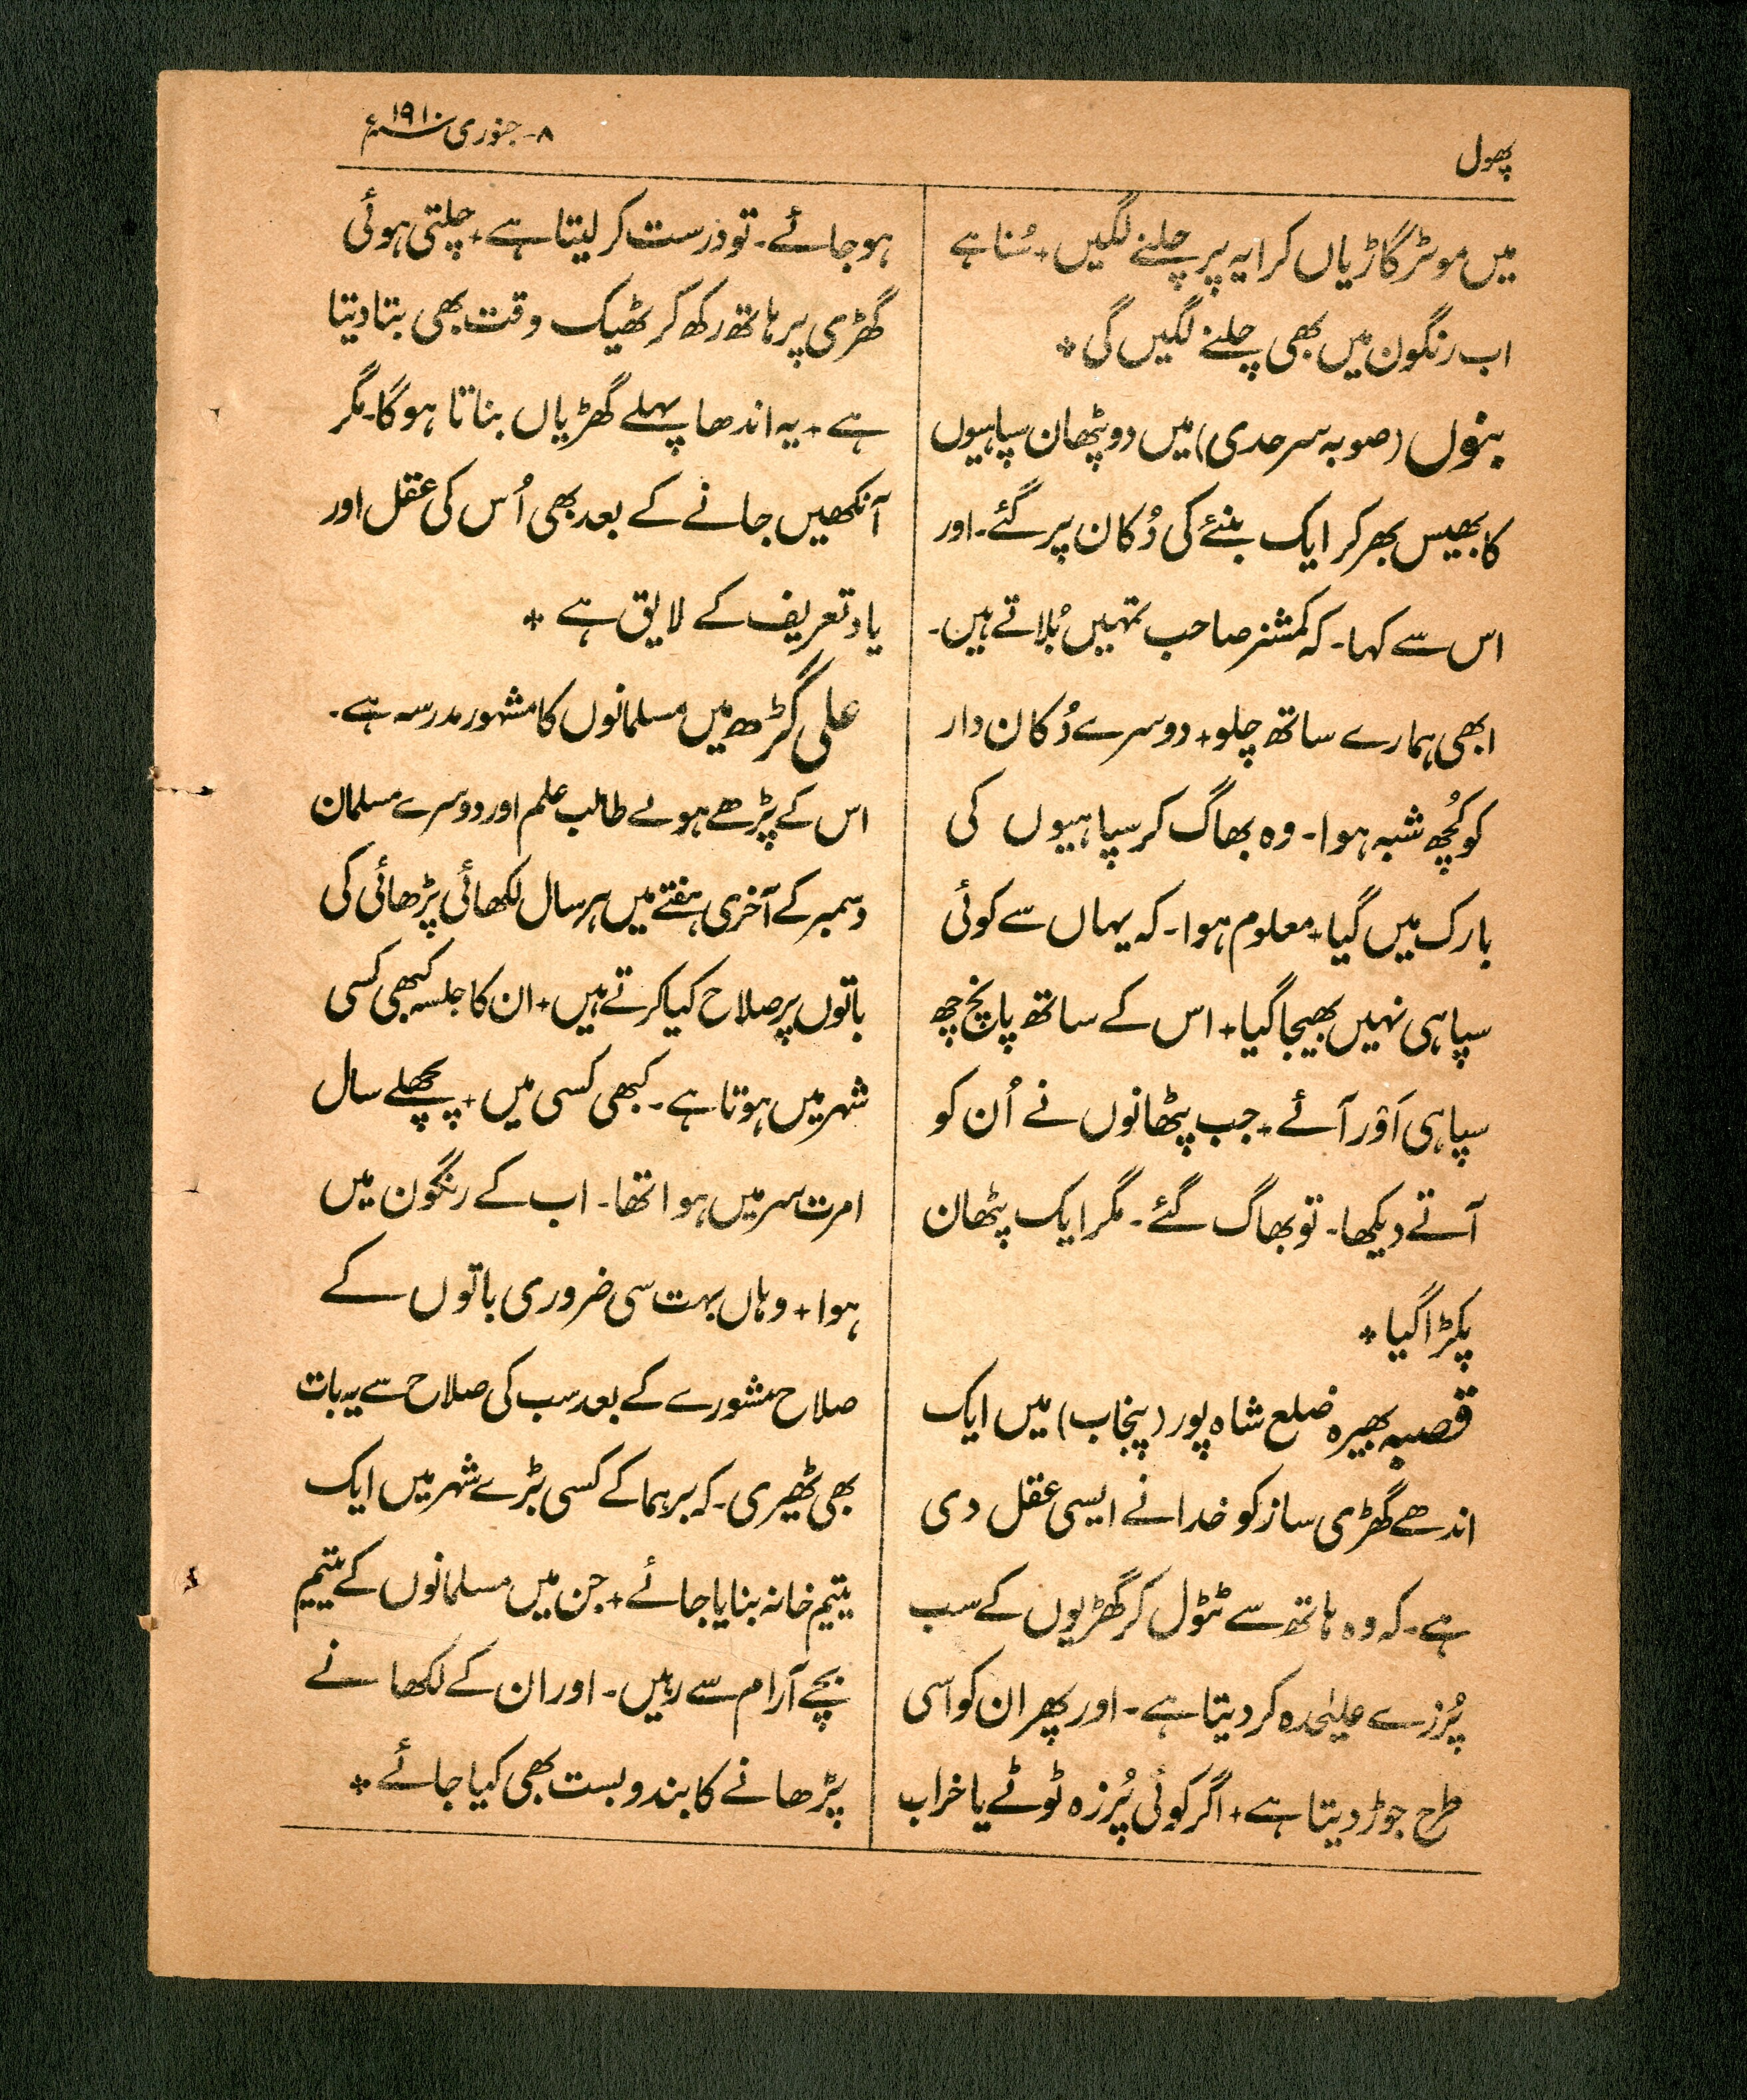 پھول
۸-جنوری ۱۹۱۰ء
میں موٹر گاڑیاں کرایہ پر چلنے لگیں+ سُنا ہے
اب رنگون میں بھی چلنے لگیں گی *
بنوں (صوبہ سرحدی) میں دو پٹھان سپاہیوں
کا بھیس بھر کر ایک بنئے کی دُکان پر گئے۔ اور
اس سے کہا۔ کہ کمشنر صاحب تمہیں بُلاتے ہیں۔
ابھی ہمارے ساتھ چلو+ دوسرے دُکان دار
کو کُچھ شبہ ہوا۔ وہ بھاگ کر سپاہیوں کی
بارک میں گیا+ معلوم ہوا۔ کہ یہاں سے کوئی
سپاہی نہیں بھیجا گیا+ اس کے ساتھ پانچ چھ
سپاہی اَوْر آئے+ جب پٹھانوں نے اُن کو
آتے دیکھا۔ تو بھاگ گئے۔ مگر ایک پٹھان
پکڑا گیا *
قصبہ بھیرہ ضلع شاہ پور (پنجاب) میں ایک
اندھے گھڑی ساز کو خدا نے ایسی عقل دی
ہے۔ کہ وہ ہاتھ سے ٹٹول کر گھڑیوں کے سب
پُرزے علیٰحدہ کر دیتا ہے۔ اور پھر ان کو اسی
طرح جوڑ دیتا ہے+ اگر کوئی پُرزہ ٹوٹے یا خراب
ہو جائے۔ تو درست کر لیتا ہے+ چلتی ہوئی
گھڑی پر ہاتھ رکھ کر ٹھیک وقت بھی بتا دیتا
ہے+ یہ اندھا پہلے گھڑیاں بناتا ہوگا۔ مگر
آنکھیں جانے کے بعد بھی اُس کی عقل اور
یاد تعریف کے لایق ہے *
علی گڑھ میں مسلمانوں کا مشہور مدرسہ ہے۔
اس کے پڑھے ہوئے طالب علم اور دوسرے مسلمان
دسمبر کے آخری ہفتے میں ہر سال لکھائی پڑھائی کی
باتوں پر صلاح کیا کرتے ہیں+ ان کا جلسہ کبھی کسی
شہر میں ہوتا ہے۔ کبھی کسی میں+ پچھلے سال
امرت سر میں ہوا تھا۔ اب کے رنگون میں
ہوا+ وہاں بہت سی ضروری باتوں کے
صلاح مشورے کے بعد سب کی صلاح سے یہ بات
بھی ٹھیری۔ کہ برہما کے کسی بڑے شہر میں ایک
یتیم خانہ بنایا جائے+ جن میں مسلمانوں کے یتیم
بچے آرام سے رہیں۔ اور ان کے لکھانے
پڑھانے کا بندوبست بھی کیا جائے *